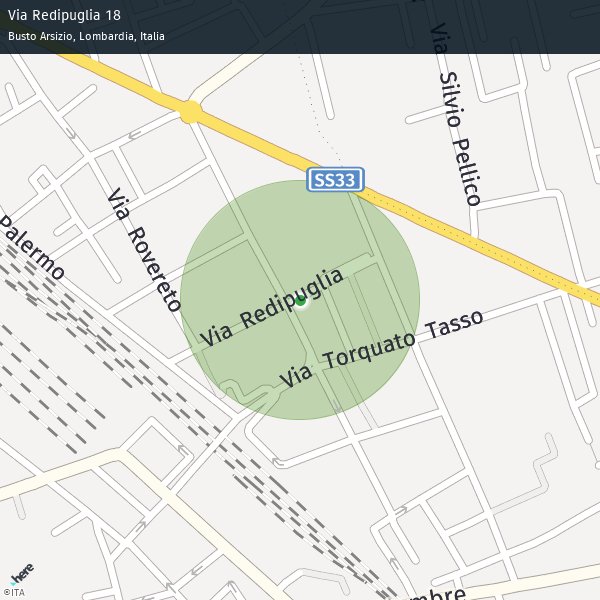 Via Redipuglia 18
Busto Arsizio, Lombardia, Italia
Via Silvio Pellico
SS33
Via Rovereto
Palermo
Via Redipuglia
Via Torquato Tasso
here
©ITA
mbre